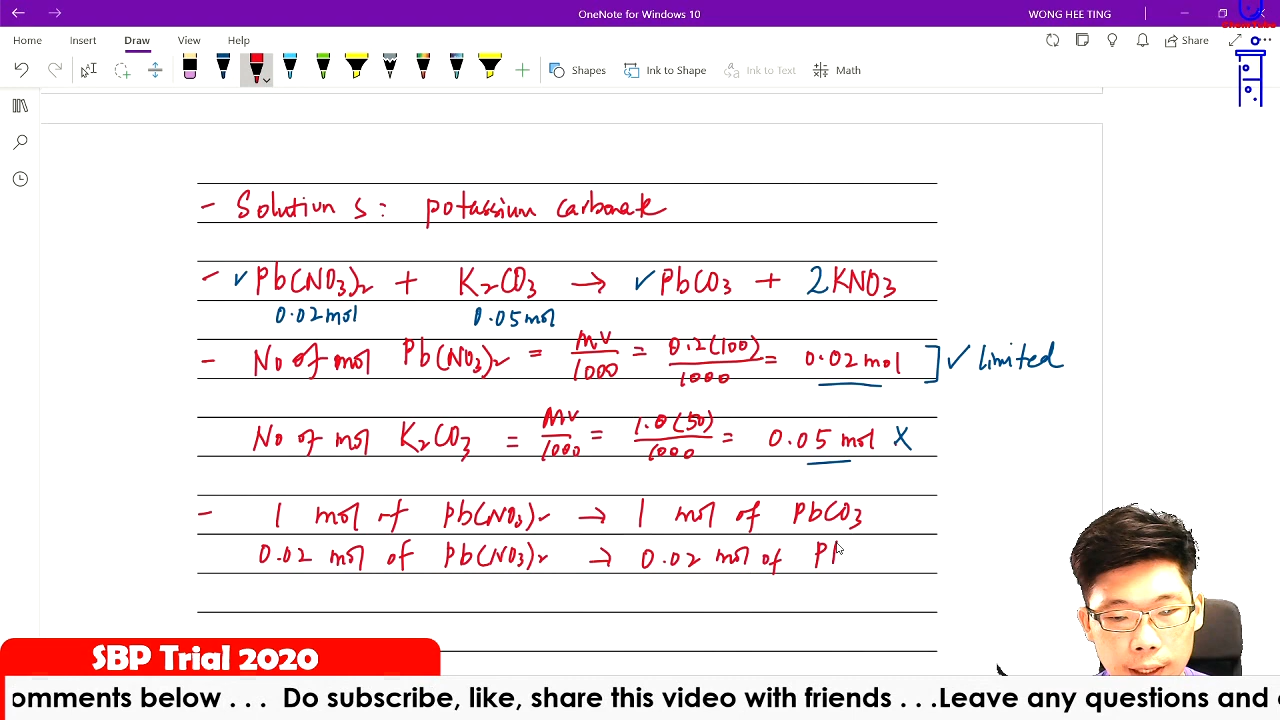 OneNote for Windows 10
WONG HEE TING
Home Insert Draw View Help
Share
Shapes Ink to Shape Ink to Text Math
- Solution S: potassium carbonate
- ✓Pb(NO3)2 + K2CO3 → ✓PbCO3 + 2KNO3
0.02mol 0.05mol
- No of mol Pb(NO3)2 = MV/1000 = 0.2(100)/1000 = 0.02 mol ] ✓ limited
No of mol K2CO3 = MV/1000 = 1.0(50)/1000 = 0.05 mol X
- 1 mol of Pb(NO3)2 → 1 mol of PbCO3
0.02 mol of Pb(NO3)2 → 0.02 mol of Pl
SBP Trial 2020
omments below . . . Do subscribe, like, share this video with friends . . .Leave any questions and